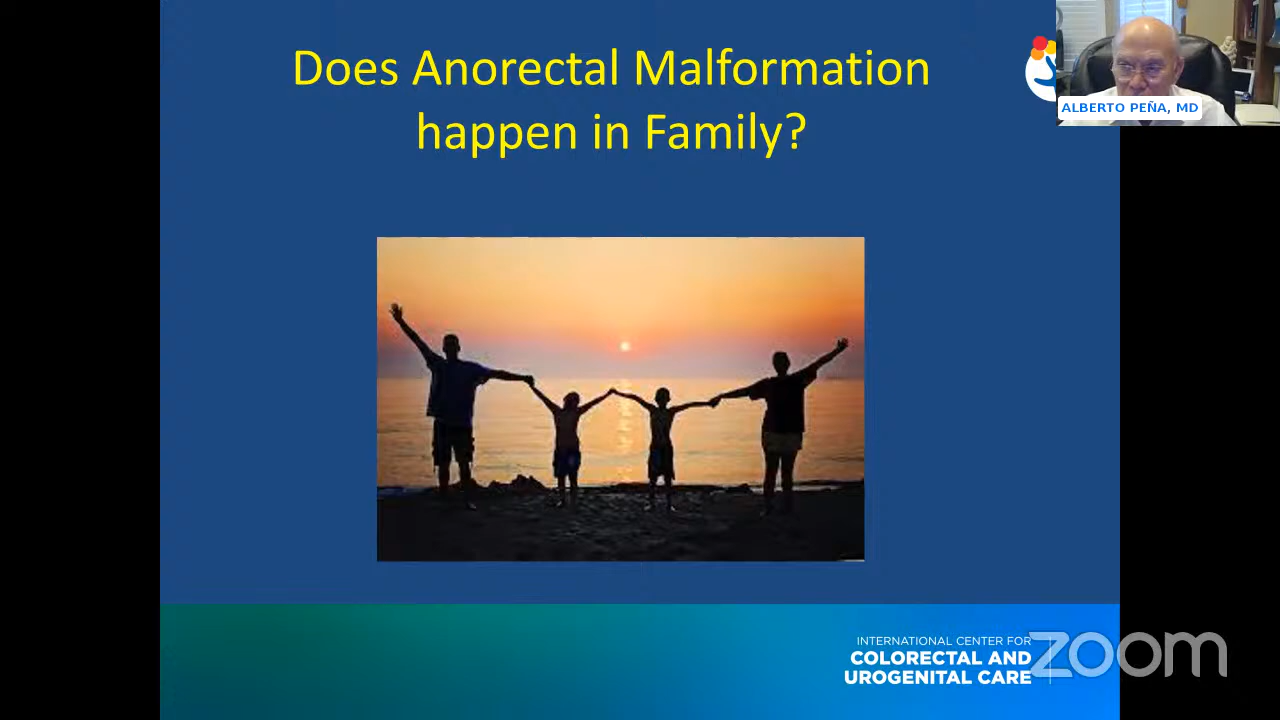 Does Anorectal Malformation
happen in Family?
ALBERTO PEÑA, MD
INTERNATIONAL CENTER FOR
COLORECTAL AND
UROGENITAL CARE
zoom